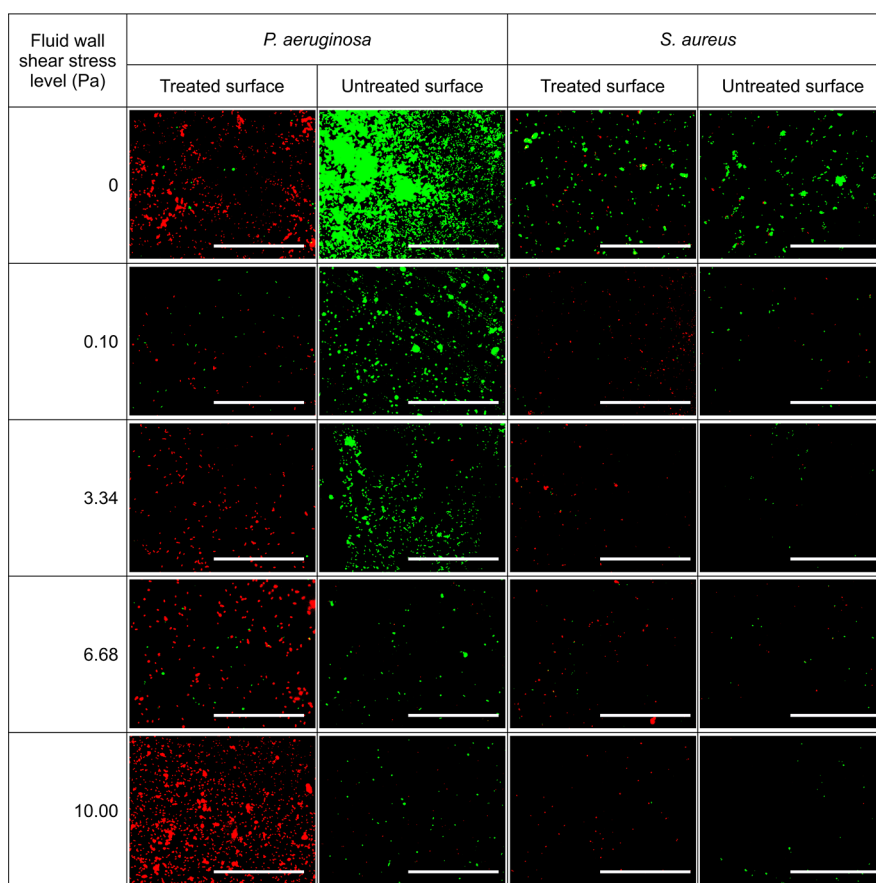 Fluid wall
shear stress
level (Pa)
P. aeruginosa
S. aureus
Treated surface
Untreated surface
Treated surface
Untreated surface
0
0.10
3.34
6.68
10.00